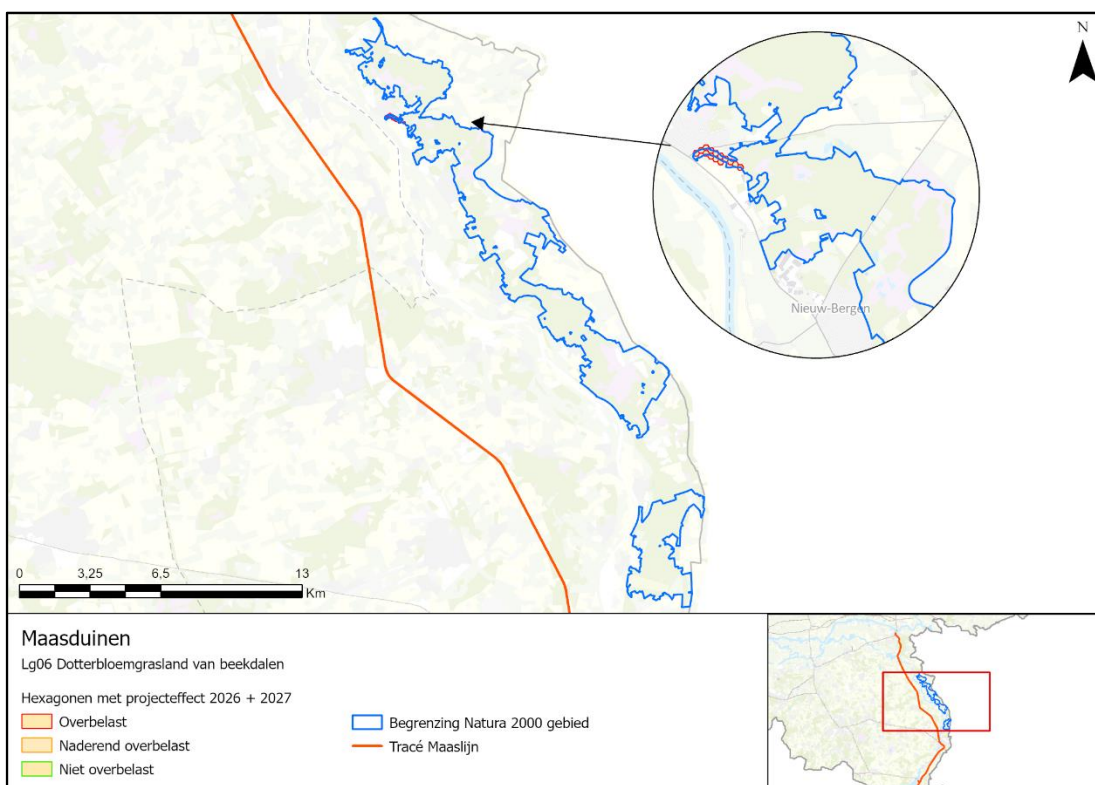 N
Nieuw-Bergen
0 3,25 6,5 13
Km
Maasduinen
Lg06 Dotterbloemgrasland van beekdalen
Hexagonen met projecteffect 2026 + 2027
Overbelast
Naderend overbelast
Niet overbelast
Begrenzing Natura 2000 gebied
Tracé Maaslijn